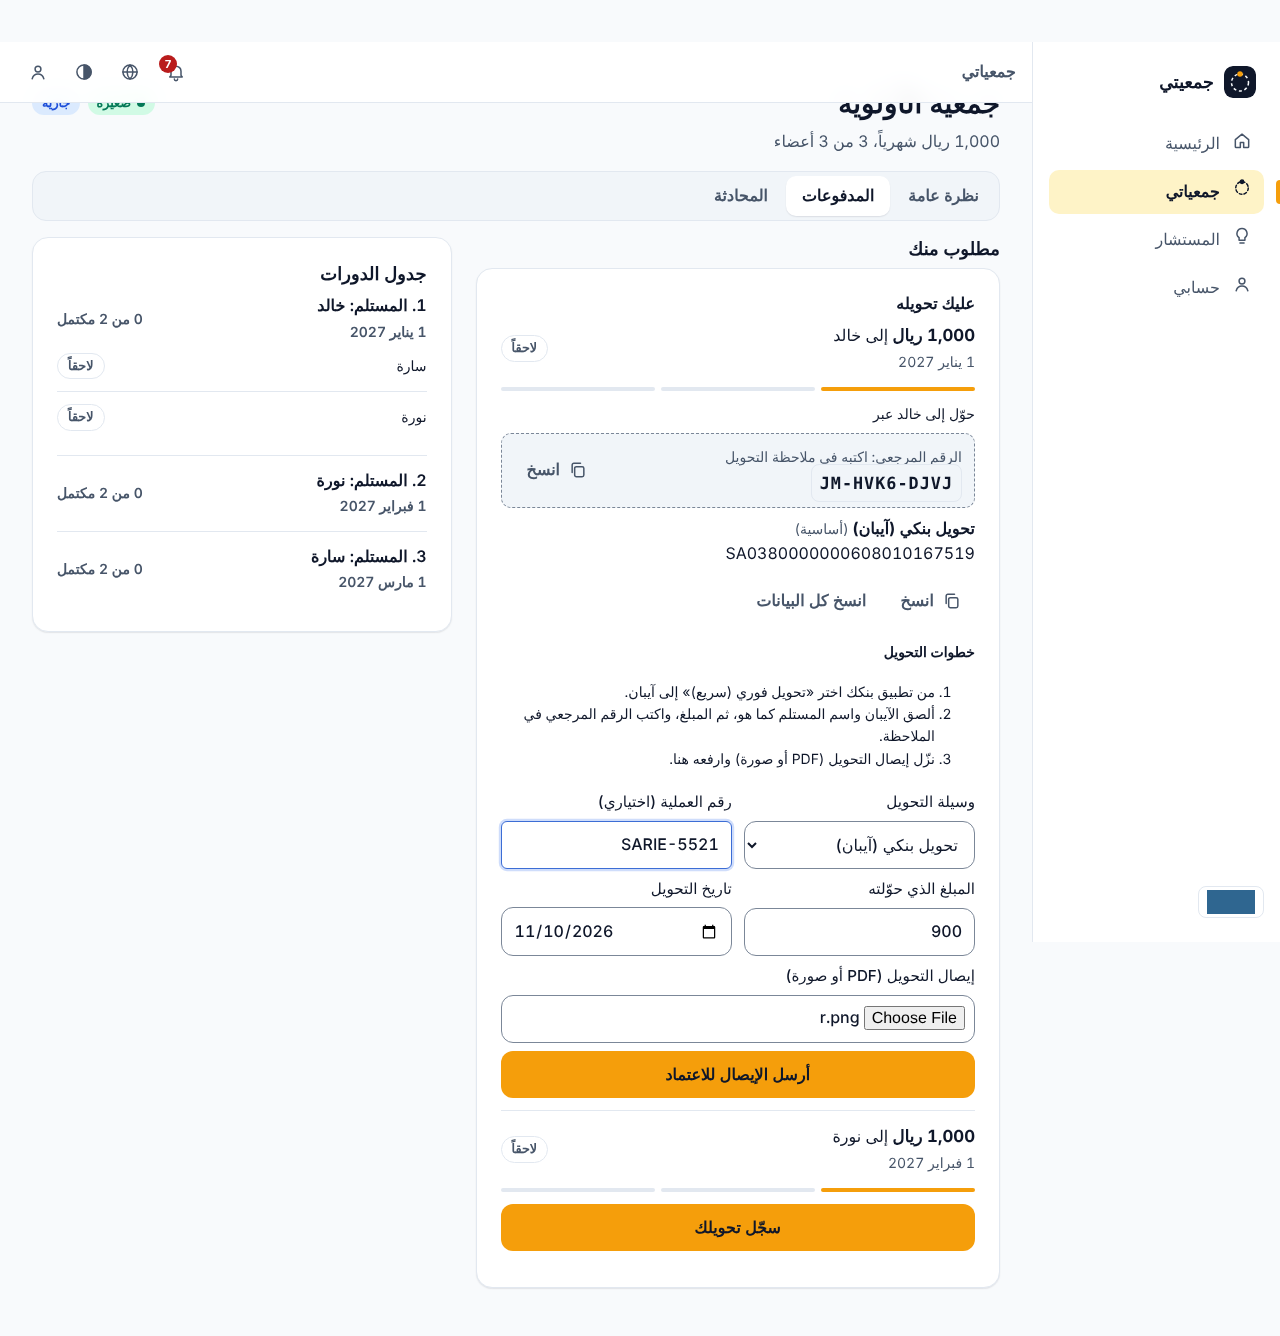 جمعيتي
الرئيسية
جمعياتي
المستشار
حسابي
جمعياتي
7
جمعية الأولوية
صغيرة
جارية
1,000 ريال شهرياً، 3 من 3 أعضاء
نظرة عامة
المدفوعات
المحادثة
مطلوب منك
عليك تحويله
1,000 ريال إلى خالد
1 يناير 2027
لاحقاً
حوّل إلى خالد عبر
الرقم المرجعي: اكتبه في ملاحظة التحويل
JM-HVK6-DJVJ
انسخ
تحويل بنكي (آيبان) (أساسية)
SA0380000000608010167519
انسخ
انسخ كل البيانات
خطوات التحويل
1. من تطبيق بنكك اختر «تحويل فوري (سريع)» إلى آيبان.
2. ألصق الآيبان واسم المستلم كما هو، ثم المبلغ، واكتب الرقم المرجعي في
الملاحظة.
3. نزّل إيصال التحويل (PDF أو صورة) وارفعه هنا.
وسيلة التحويل
رقم العملية (اختياري)
تحويل بنكي (آيبان)
SARIE-5521
المبلغ الذي حوّلته
تاريخ التحويل
900
11/10/2026
إيصال التحويل (PDF أو صورة)
Choose File r.png
أرسل الإيصال للاعتماد
1,000 ريال إلى نورة
1 فبراير 2027
لاحقاً
سجّل تحويلك
جدول الدورات
1. المستلم: خالد
1 يناير 2027
0 من 2 مكتمل
سارة
لاحقاً
نورة
لاحقاً
2. المستلم: نورة
1 فبراير 2027
0 من 2 مكتمل
3. المستلم: سارة
1 مارس 2027
0 من 2 مكتمل